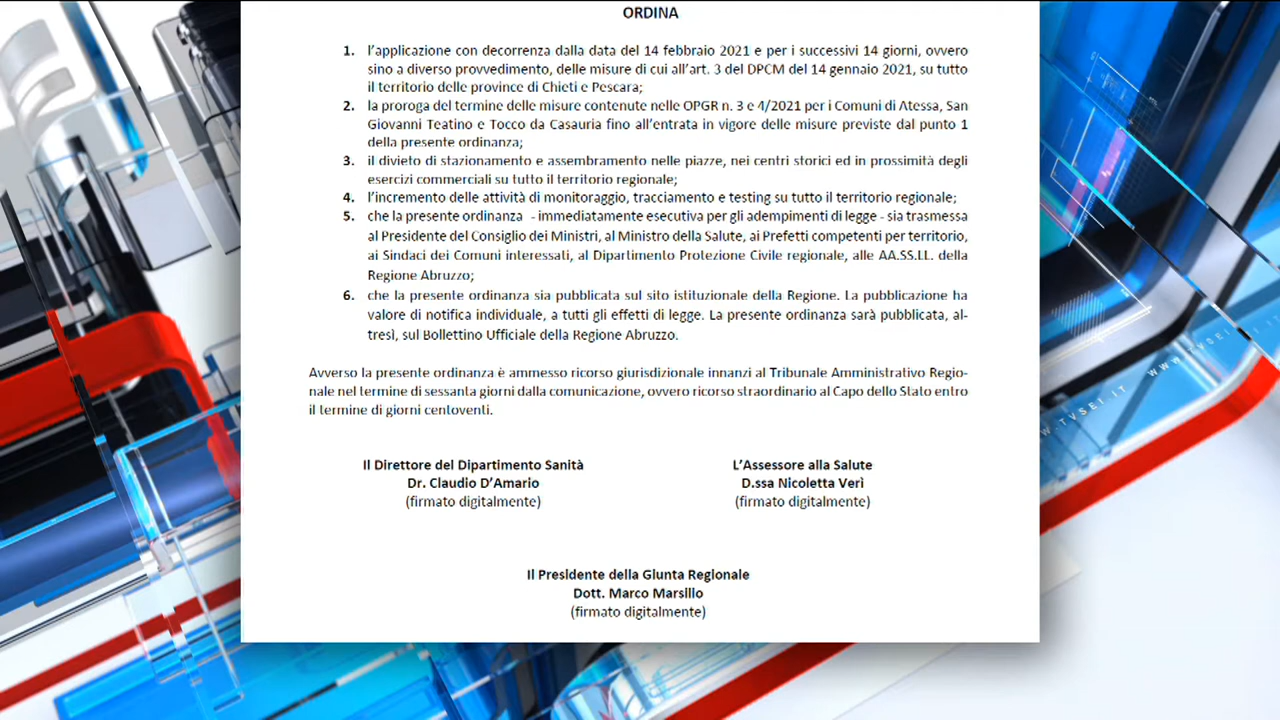 ORDINA
1. l’applicazione con decorrenza dalla data del 14 febbraio 2021 e per i successivi 14 giorni, ovvero
sino a diverso provvedimento, delle misure di cui all’art. 3 del DPCM del 14 gennaio 2021, su tutto
il territorio delle province di Chieti e Pescara;
2. la proroga del termine delle misure contenute nelle OPGR n. 3 e 4/2021 per i Comuni di Atessa, San
Giovanni Teatino e Tocco da Casauria fino all’entrata in vigore delle misure previste dal punto 1
della presente ordinanza;
3. il divieto di stazionamento e assembramento nelle piazze, nei centri storici ed in prossimità degli
esercizi commerciali su tutto il territorio regionale;
4. l’incremento delle attività di monitoraggio, tracciamento e testing su tutto il territorio regionale;
5. che la presente ordinanza - immediatamente esecutiva per gli adempimenti di legge - sia trasmessa
al Presidente del Consiglio dei Ministri, al Ministro della Salute, ai Prefetti competenti per territorio,
ai Sindaci dei Comuni interessati, al Dipartimento Protezione Civile regionale, alle AA.SS.LL. della
Regione Abruzzo;
6. che la presente ordinanza sia pubblicata sul sito istituzionale della Regione. La pubblicazione ha
valore di notifica individuale, a tutti gli effetti di legge. La presente ordinanza sarà pubblicata, al-
tresì, sul Bollettino Ufficiale della Regione Abruzzo.
Avverso la presente ordinanza è ammesso ricorso giurisdizionale innanzi al Tribunale Amministrativo Regio-
nale nel termine di sessanta giorni dalla comunicazione, ovvero ricorso straordinario al Capo dello Stato entro
il termine di giorni centoventi.
Il Direttore del Dipartimento Sanità
Dr. Claudio D’Amario
(firmato digitalmente)
L’Assessore alla Salute
D.ssa Nicoletta Verì
(firmato digitalmente)
Il Presidente della Giunta Regionale
Dott. Marco Marsilio
(firmato digitalmente)
WWW.TVSEI.IT